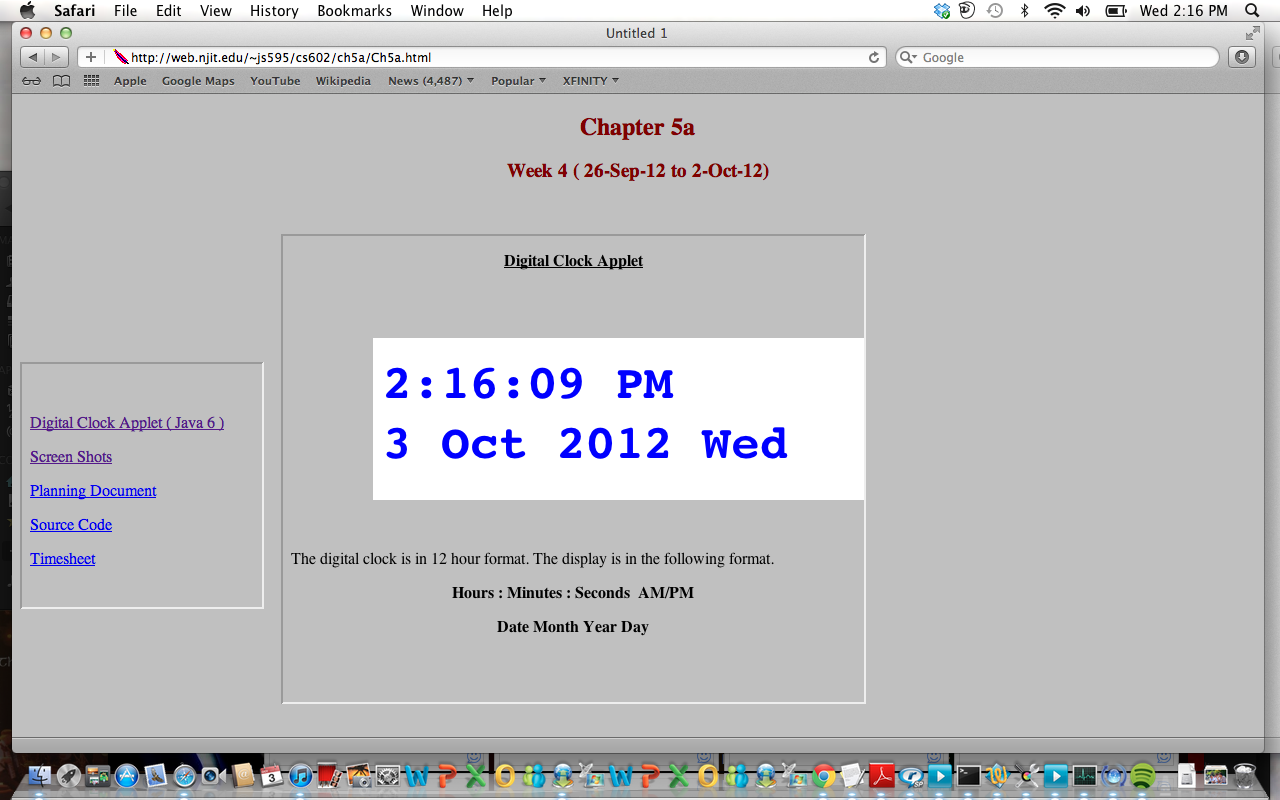 Safari File Edit View History Bookmarks Window Help Wed 2:16 PM
Untitled 1
http://web.njit.edu/~js595/cs602/ch5a/Ch5a.html Google
Apple Google Maps YouTube Wikipedia News (4,487) Popular XFINITY
Chapter 5a
Week 4 ( 26-Sep-12 to 2-Oct-12)
Digital Clock Applet ( Java 6 )
Screen Shots
Planning Document
Source Code
Timesheet
Digital Clock Applet
2:16:09 PM
3 Oct 2012 Wed
The digital clock is in 12 hour format. The display is in the following format.
Hours : Minutes : Seconds AM/PM
Date Month Year Day
3